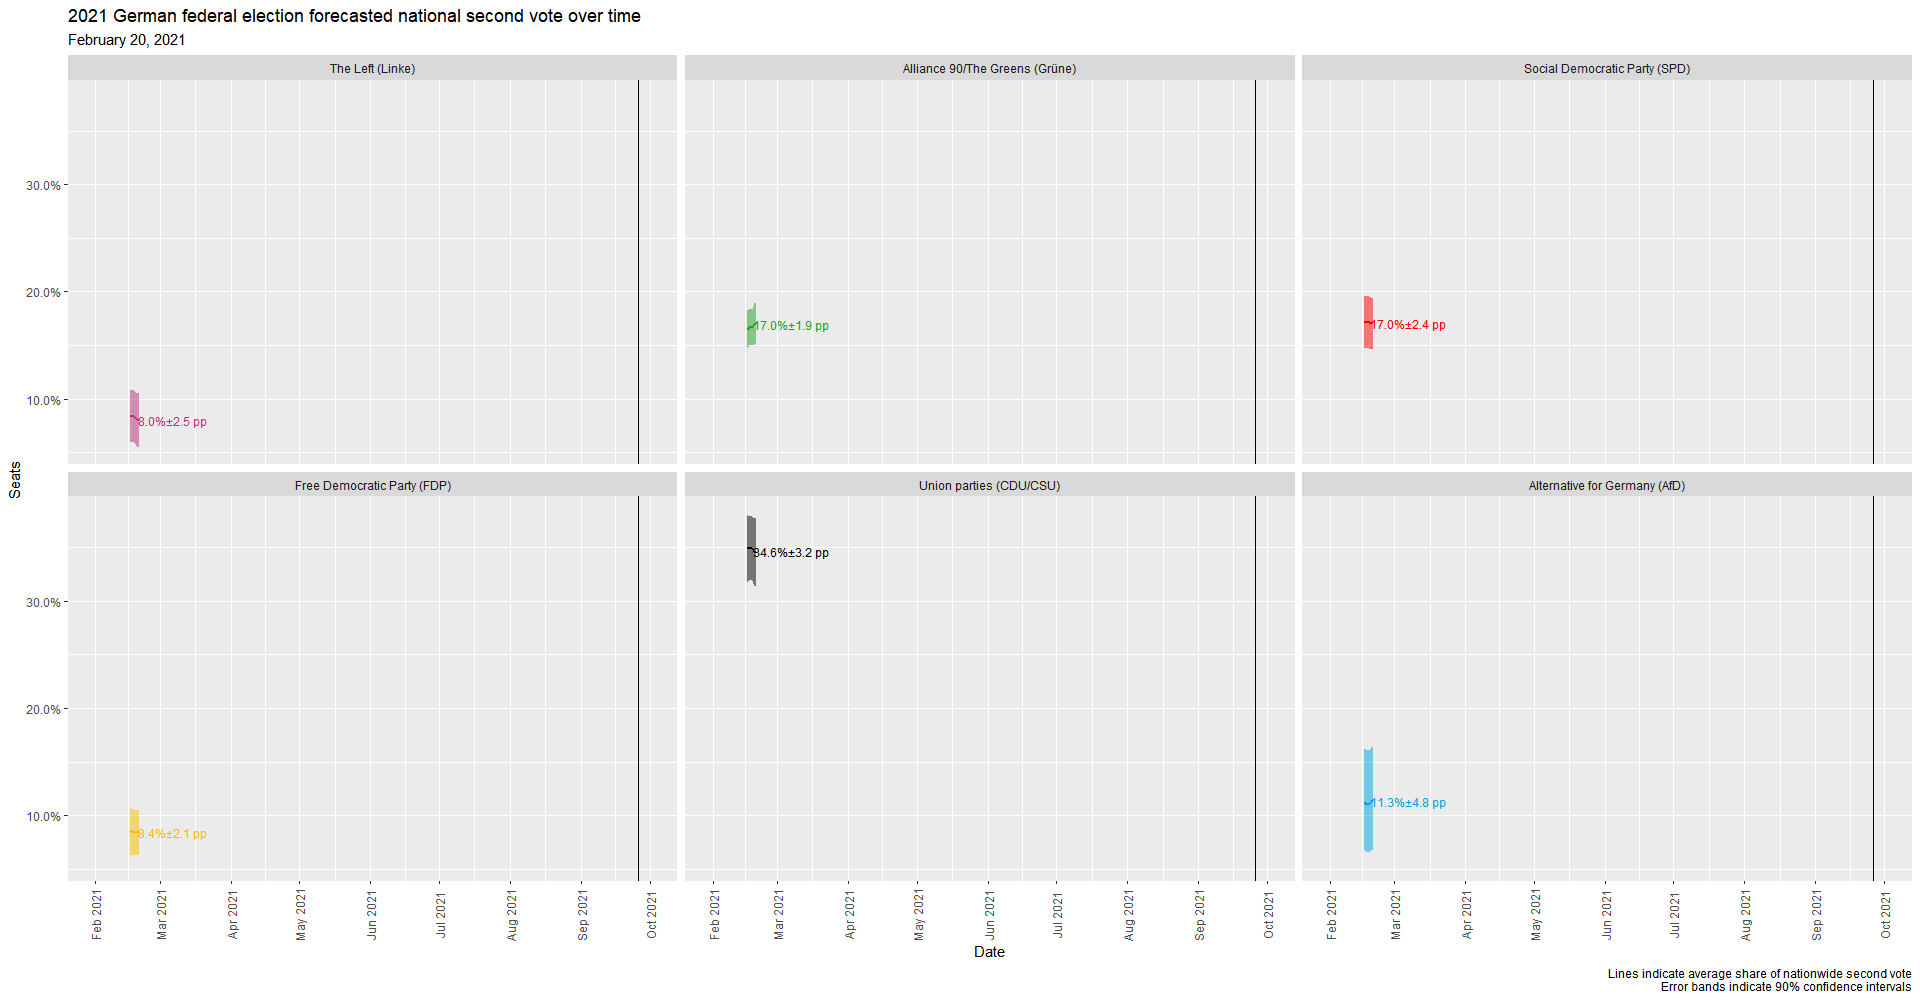 2021 German federal election forecasted national second vote over time
February 20, 2021
The Left (Linke)
Alliance 90/The Greens (Grüne)
Social Democratic Party (SPD)
30.0%
20.0%
10.0%
8.0%±2.5 pp
17.0%±1.9 pp
17.0%±2.4 pp
Seats
Free Democratic Party (FDP)
Union parties (CDU/CSU)
Alternative for Germany (AfD)
30.0%
20.0%
10.0%
8.4%±2.1 pp
34.6%±3.2 pp
11.3%±4.8 pp
Feb 2021
Mar 2021
Apr 2021
May 2021
Jun 2021
Jul 2021
Aug 2021
Sep 2021
Oct 2021
Feb 2021
Mar 2021
Apr 2021
May 2021
Jun 2021
Jul 2021
Aug 2021
Sep 2021
Oct 2021
Feb 2021
Mar 2021
Apr 2021
May 2021
Jun 2021
Jul 2021
Aug 2021
Sep 2021
Oct 2021
Date
Lines indicate average share of nationwide second vote
Error bands indicate 90% confidence intervals